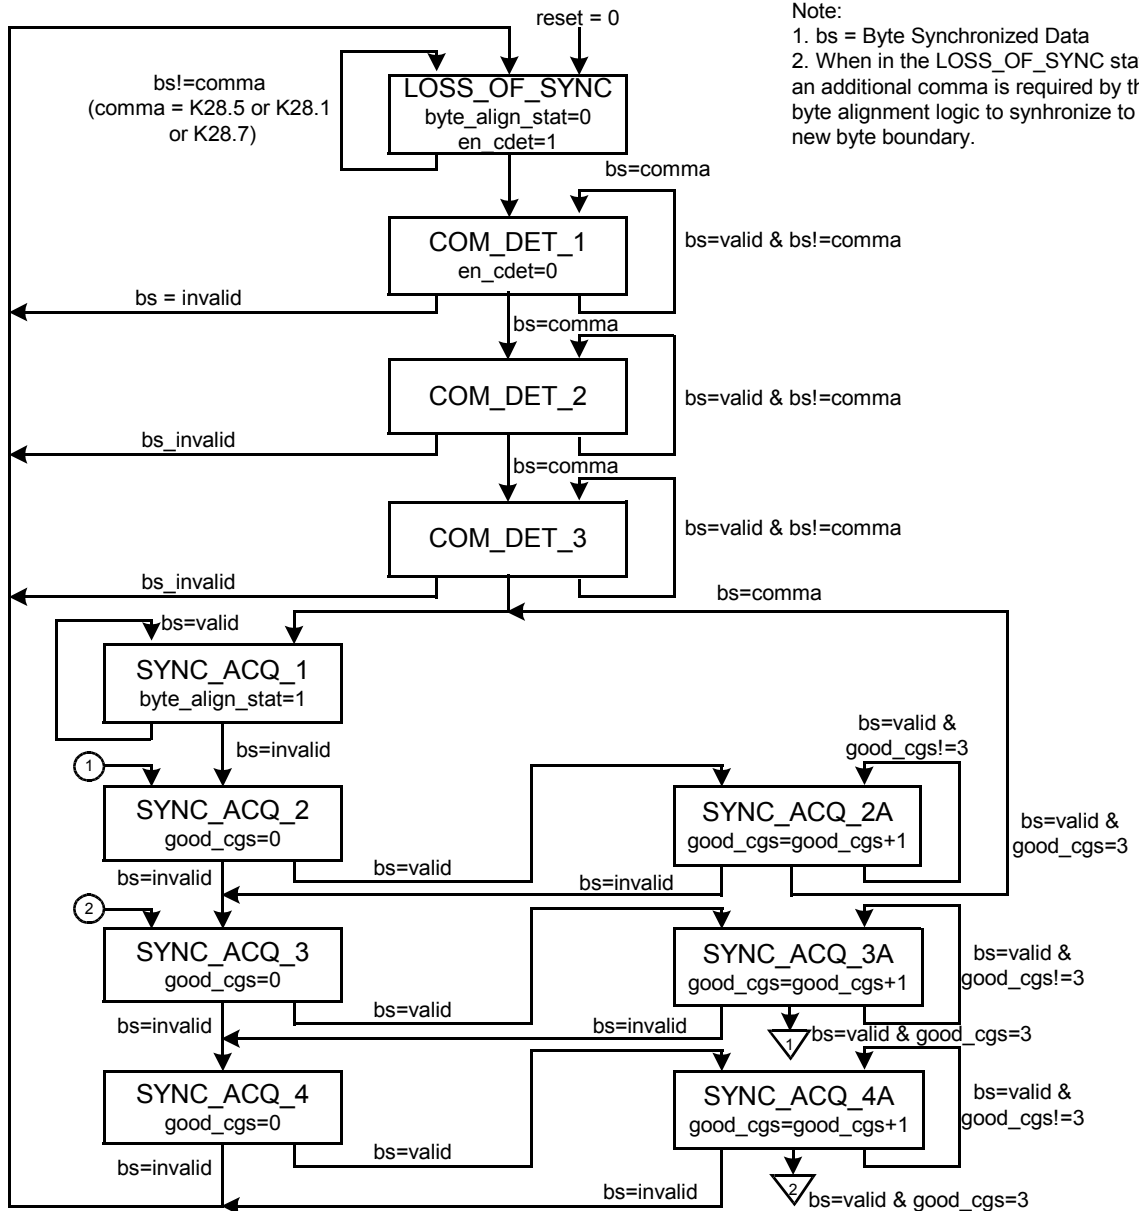 reset = 0
Note:
1. bs = Byte Synchronized Data
2. When in the LOSS_OF_SYNC sta
an additional comma is required by th
byte alignment logic to synhronize to
new byte boundary.
bs!=comma
(comma = K28.5 or K28.1
or K28.7)
LOSS_OF_SYNC
byte_align_stat=0
en_cdet=1
bs=comma
COM_DET_1
en_cdet=0
bs=valid & bs!=comma
bs = invalid
bs=comma
COM_DET_2
bs=valid & bs!=comma
bs_invalid
bs=comma
COM_DET_3
bs=valid & bs!=comma
bs_invalid
bs=comma
bs=valid
SYNC_ACQ_1
byte_align_stat=1
bs=invalid
bs=valid &
good_cgs!=3
1
SYNC_ACQ_2
good_cgs=0
SYNC_ACQ_2A
good_cgs=good_cgs+1
bs=valid &
good_cgs=3
bs=invalid
bs=valid
bs=invalid
2
SYNC_ACQ_3
good_cgs=0
SYNC_ACQ_3A
good_cgs=good_cgs+1
bs=valid &
good_cgs!=3
bs=invalid
bs=valid
bs=invalid
1
bs=valid & good_cgs=3
SYNC_ACQ_4
good_cgs=0
SYNC_ACQ_4A
good_cgs=good_cgs+1
bs=valid &
good_cgs!=3
bs=invalid
bs=valid
bs=invalid
2
bs=valid & good_cgs=3